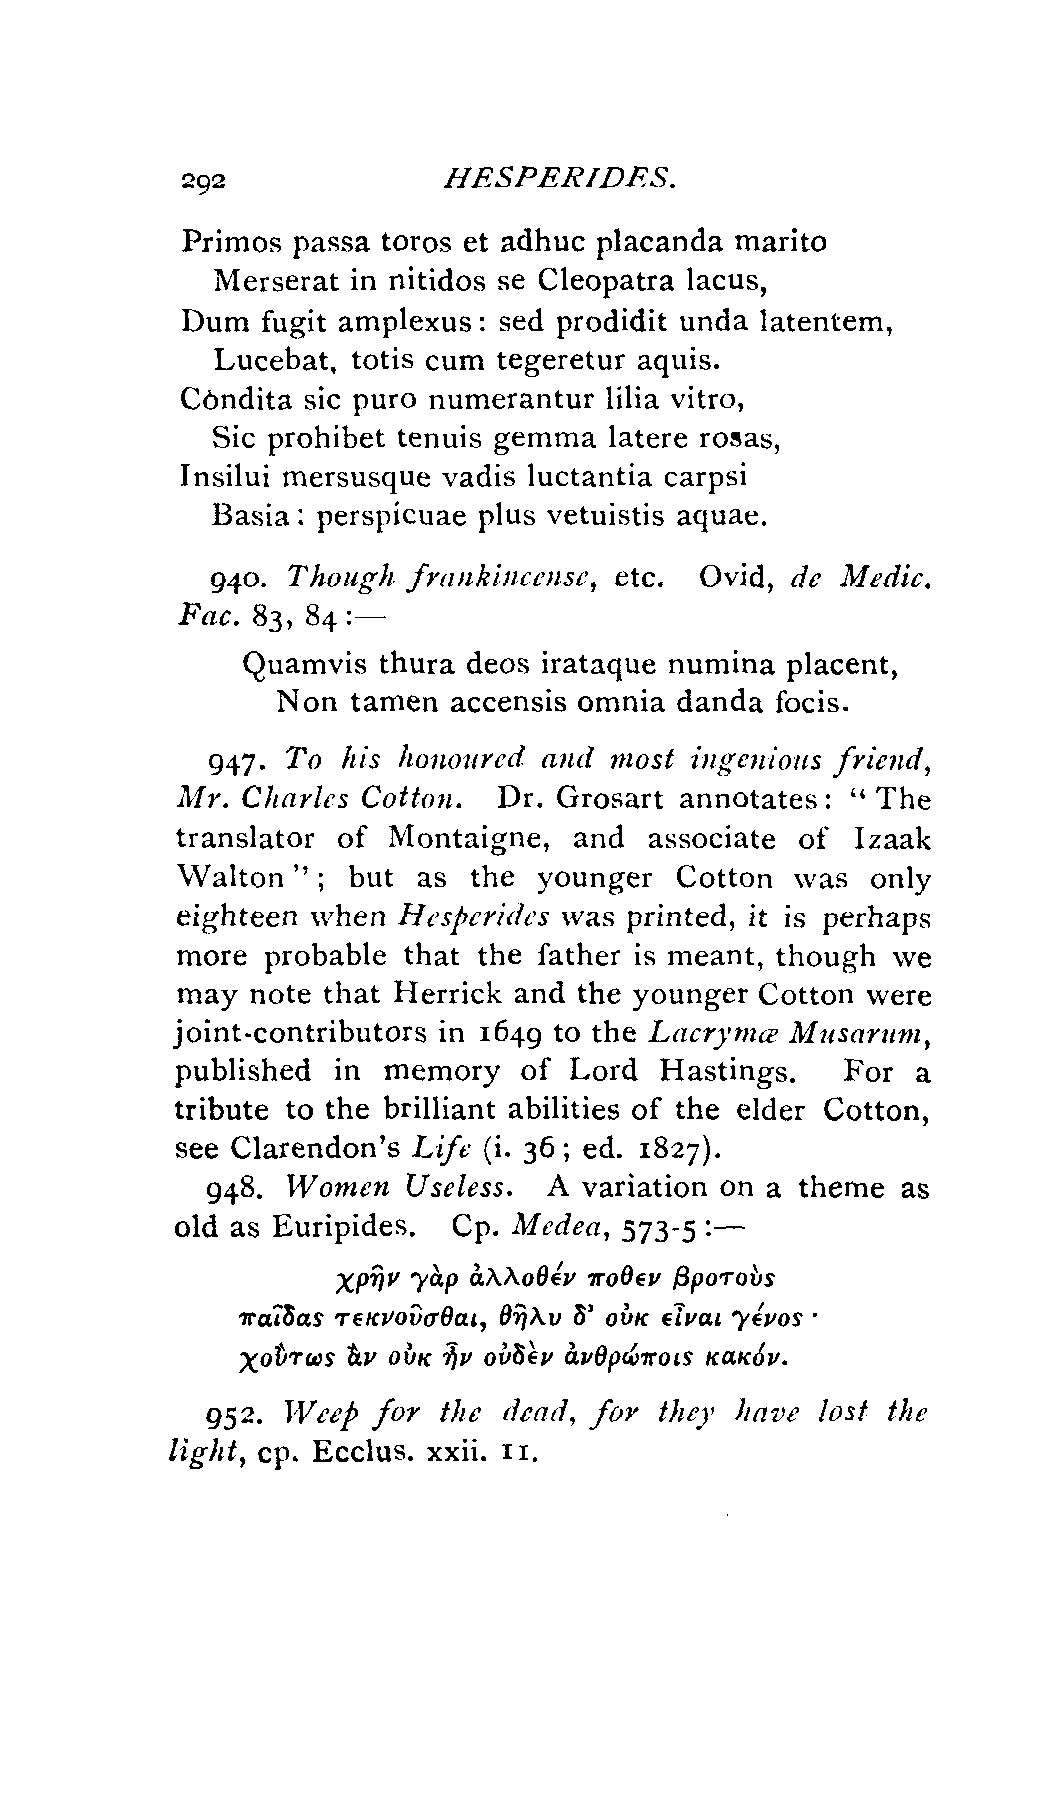 292 HESPERIDES.
Primos passa toros et adhuc placanda marito
Merserat in nitidos se Cleopatra lacus,
Dum fugit amplexus: sed prodidit unda latentem,
Lucebat, totis cum tegeretur aquis.
Còndita sic puro numerantur lilia vitro,
Sic prohibet tenuis gemma latere rosas,
Insilui mersusque vadis luctantia carpsi
Basia: perspicuae plus vetuistis aquae.
940. Though frankincense, etc. Ovid, de Medic.
Fac. 83, 84:—
Quamvis thura deos irataque numina placent,
Non tamen accensis omnia danda focis.
947. To his honoured and most ingenious friend,
Mr. Charles Cotton. Dr. Grosart annotates: “The
translator of Montaigne, and associate of Izaak
Walton”; but as the younger Cotton was only
eighteen when Hesperides was printed, it is perhaps
more probable that the father is meant, though we
may note that Herrick and the younger Cotton were
joint-contributors in 1649 to the Lacrymæ Musarum,
published in memory of Lord Hastings. For a
tribute to the brilliant abilities of the elder Cotton,
see Clarendon's Life (i. 36; ed. 1827).
948. Women Useless. A variation on a theme as
old as Euripides. Cp. Medea, 573-5:—
χρῆν γὰρ ἀλλοθέν ποθεν βροτοὺς
παῖδας τεκνοῦσθαι, θῆλυ δ' οὐκ εἶναι γένος·
χοὔτως ἂν οὐκ ἦν οὐδὲν ἀνθρώποις κακόν.
952. Weep for the dead, for they have lost the
light, cp. Ecclus. xxii. 11.